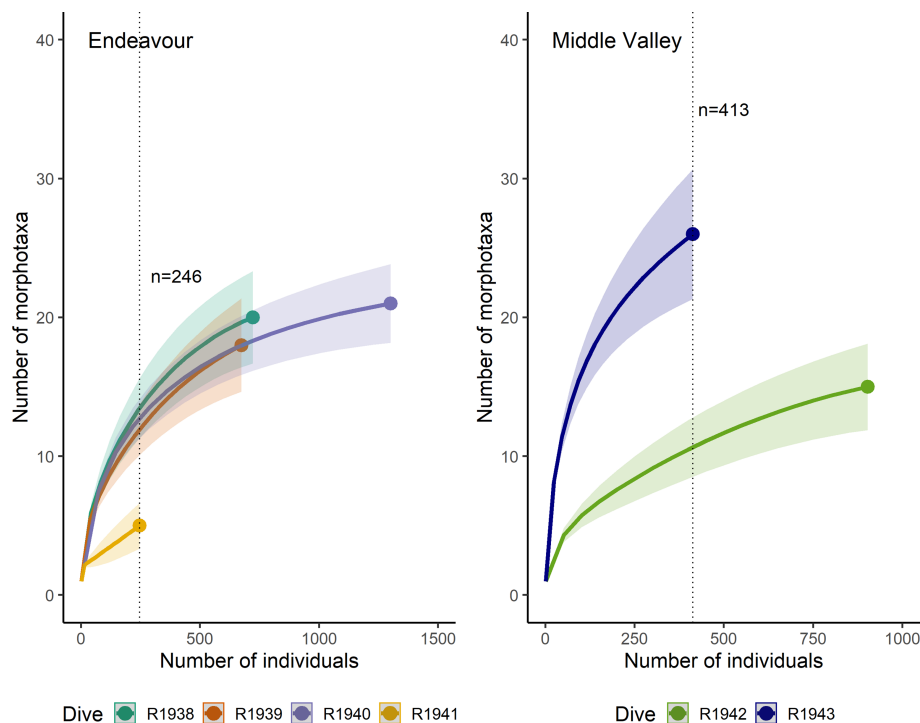 Endeavour
Number of morphotaxa
40
30
20
10
0
n=246
0 500 1000 1500
Number of individuals
Dive R1938 R1939 R1940 R1941
Middle Valley
Number of morphotaxa
40
30
20
10
0
n=413
0 250 500 750 1000
Number of individuals
Dive R1942 R1943